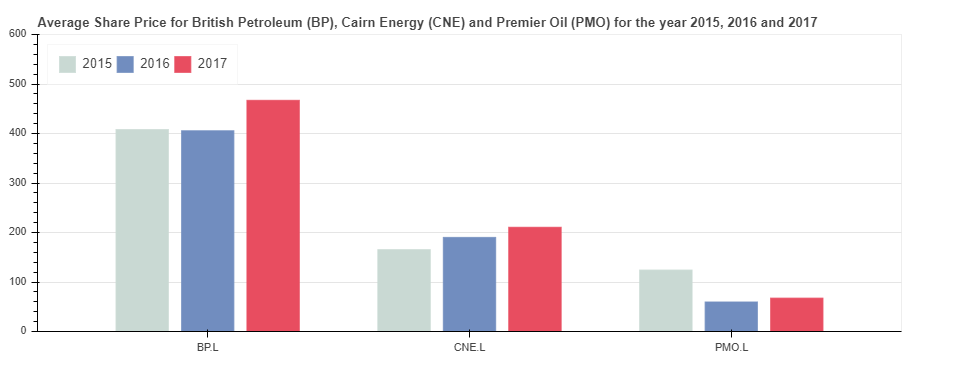 Average Share Price for British Petroleum (BP), Cairn Energy (CNE) and Premier Oil (PMO) for the year 2015, 2016 and 2017
600
2015 2016 2017
500
400
300
200
100
0
BP.L CNE.L PMO.L